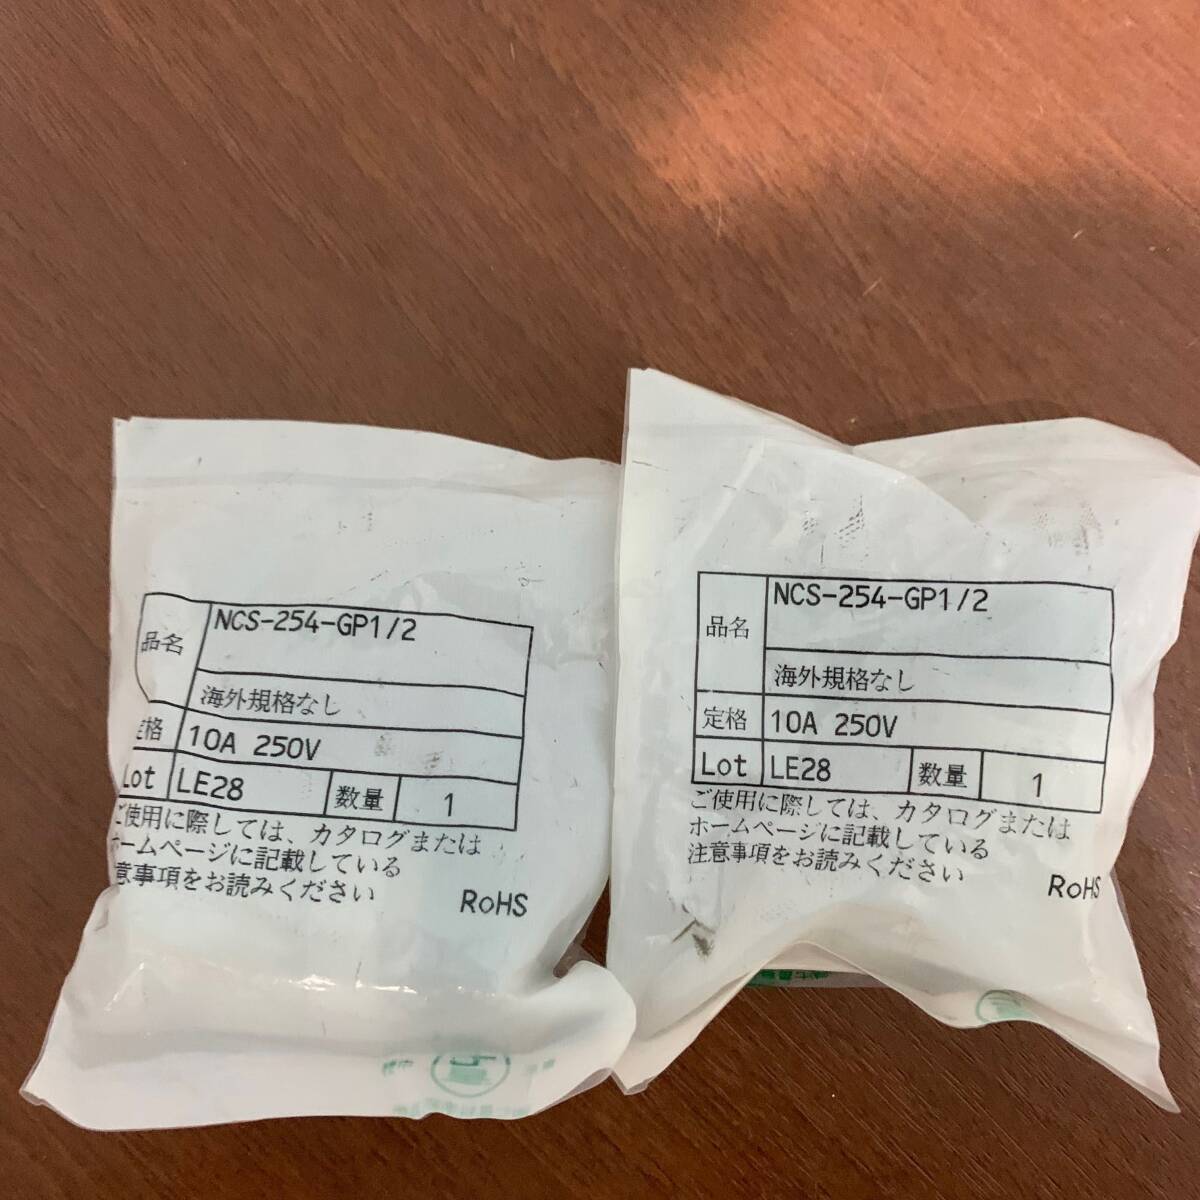 品名 NCS-254-GP1/2
海外規格なし
定格 10A 250V
Lot LE28 数量 1
ご使用に際しては、カタログまたは
ームページに記載している
意事項をお読みください
RoHS
品名 NCS-254-GP1/2
海外規格なし
定格 10A 250V
Lot LE28 数量 1
ご使用に際しては、カタログまたは
ホームページに記載している
注意事項をお読みください
RoHS